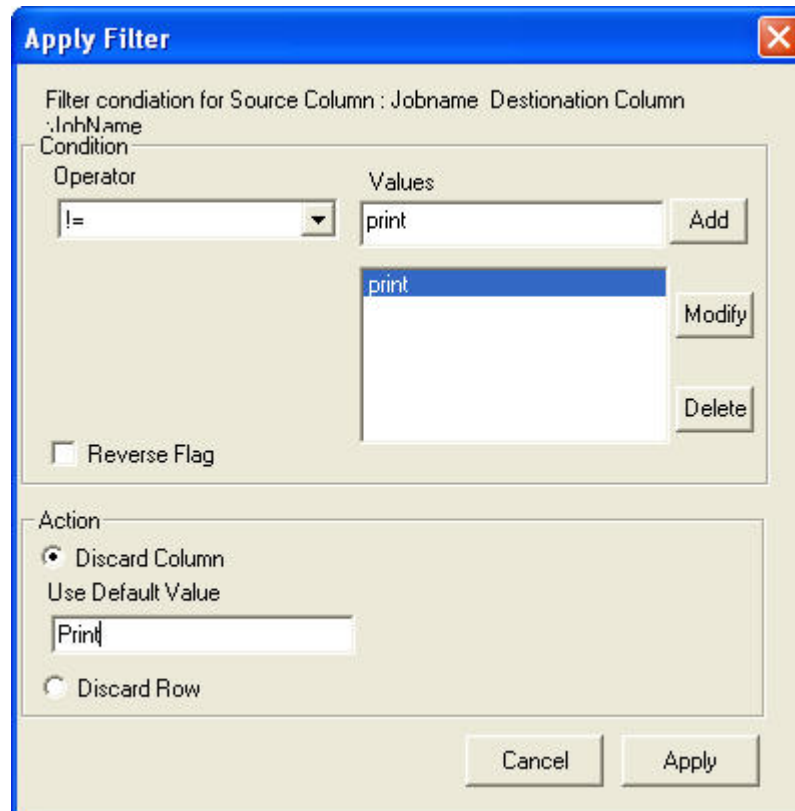 Apply Filter
Filter condiation for Source Column : Jobname Destionation Column
:JobName
Condition
Operator
Values
!=
print
Add
print
Modify
Delete
Reverse Flag
Action
Discard Column
Use Default Value
Print
Discard Row
Cancel
Apply